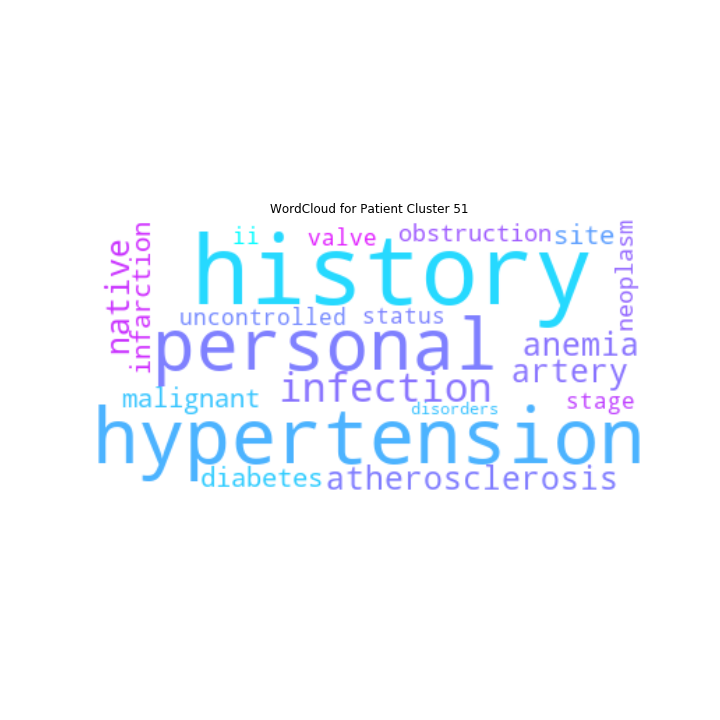 WordCloud for Patient Cluster 51
native
infarction
ii
valve
obstruction
site
neoplasm
history
uncontrolled
status
personal
anemia
infection
artery
malignant
disorders
stage
hypertension
diabetes
atherosclerosis